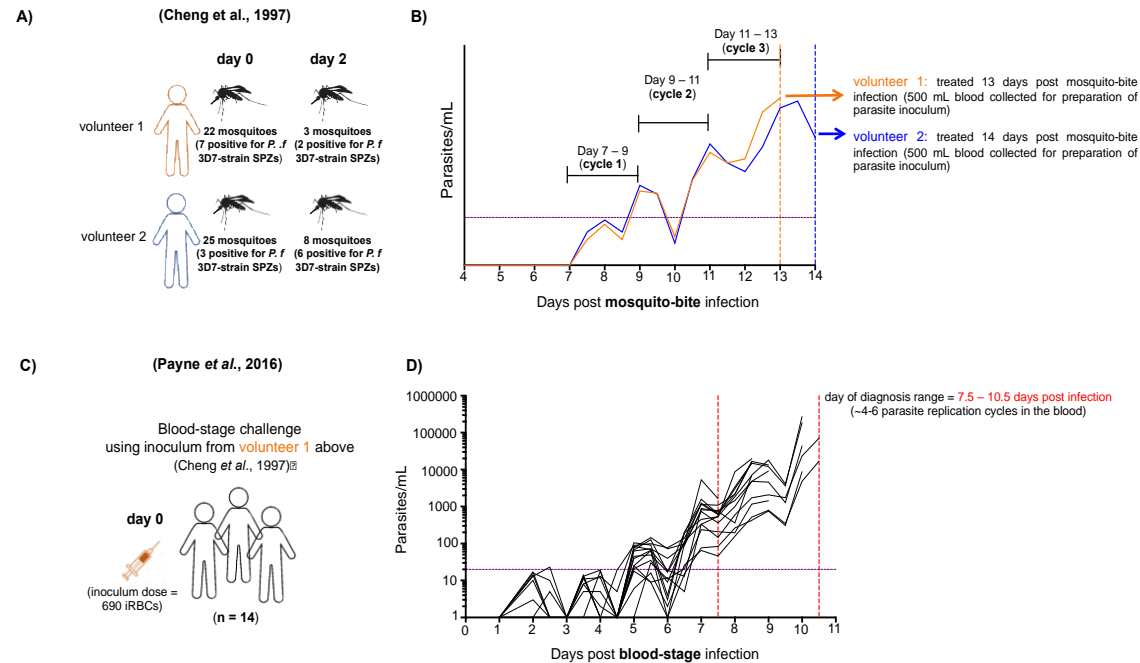 A)
(Cheng et al., 1997)
day 0
day 2
volunteer 1
22 mosquitoes
(7 positive for P. .f
3D7-strain SPZs)
3 mosquitoes
(2 positive for P. f
3D7-strain SPZs)
volunteer 2
25 mosquitoes
(3 positive for P. f
3D7-strain SPZs)
8 mosquitoes
(6 positive for P. f
3D7-strain SPZs)
B)
Parasites/mL
Day 7 – 9
(cycle 1)
Day 9 – 11
(cycle 2)
Day 11 – 13
(cycle 3)
4 5 6 7 8 9 10 11 12 13 14
Days post mosquito-bite infection
volunteer 1: treated 13 days post mosquito-bite
infection (500 mL blood collected for preparation of
parasite inoculum)
volunteer 2: treated 14 days post mosquito-bite
infection (500 mL blood collected for preparation of
parasite inoculum)
C)
(Payne et al., 2016)
Blood-stage challenge
using inoculum from volunteer 1 above
(Cheng et al., 1997)
day 0
(inoculum dose =
690 iRBCs)
(n = 14)
D)
Parasites/mL
1000000
100000
10000
1000
100
10
1
0 1 2 3 4 5 6 7 8 9 10 11
Days post blood-stage infection
day of diagnosis range = 7.5 – 10.5 days post infection
(~4-6 parasite replication cycles in the blood)